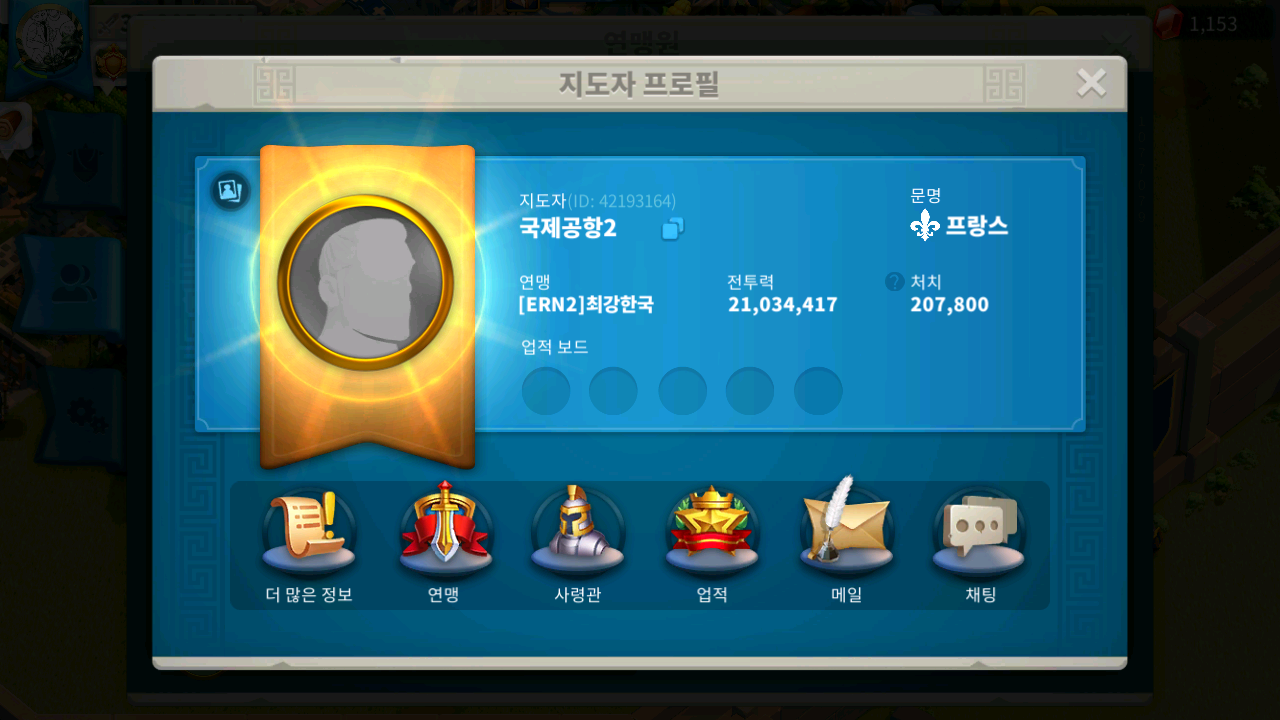 연맹원
1,153
지도자 프로필
지도자(ID: 42193164)
국제공항2
문명
프랑스
연맹
[ERN2]최강한국
전투력
21,034,417
? 처치
207,800
업적 보드
더 많은 정보
연맹
사령관
업적
메일
채팅